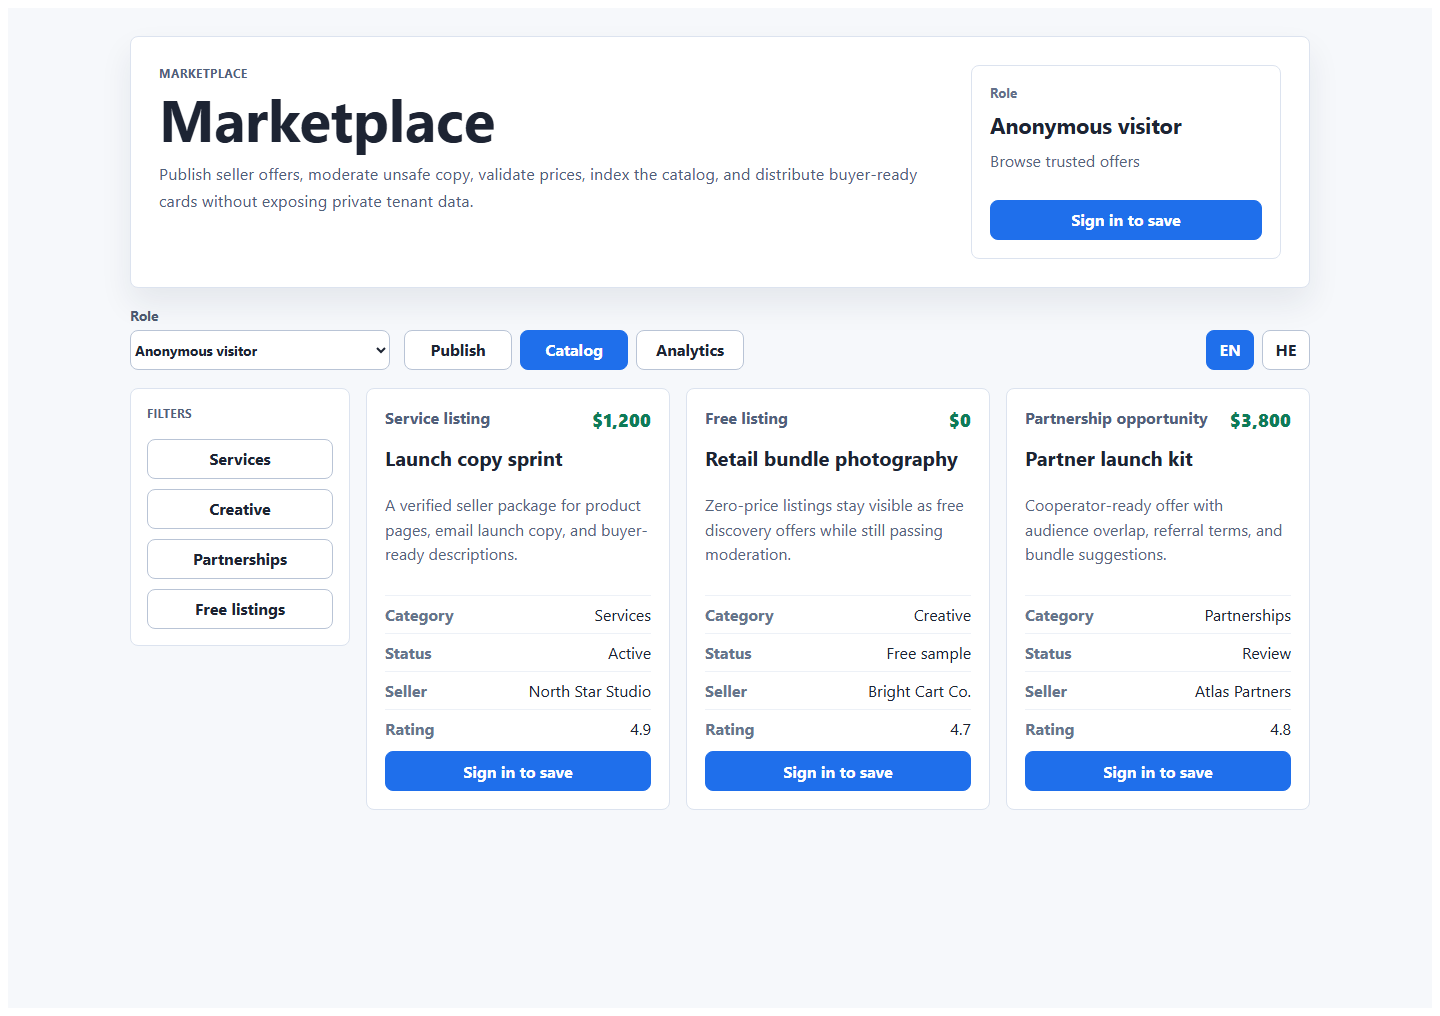 MARKETPLACE
Marketplace
Publish seller offers, moderate unsafe copy, validate prices, index the catalog, and distribute buyer-ready
cards without exposing private tenant data.
Role
Anonymous visitor
Browse trusted offers
Sign in to save
Role
Anonymous visitor
Publish
Catalog
Analytics
EN
HE
FILTERS
Services
Creative
Partnerships
Free listings
Service listing
$1,200
Launch copy sprint
A verified seller package for product
pages, email launch copy, and buyer-
ready descriptions.
Category
Services
Status
Active
Seller
North Star Studio
Rating
4.9
Sign in to save
Free listing
$0
Retail bundle photography
Zero-price listings stay visible as free
discovery offers while still passing
moderation.
Category
Creative
Status
Free sample
Seller
Bright Cart Co.
Rating
4.7
Sign in to save
Partnership opportunity
$3,800
Partner launch kit
Cooperator-ready offer with
audience overlap, referral terms, and
bundle suggestions.
Category
Partnerships
Status
Review
Seller
Atlas Partners
Rating
4.8
Sign in to save